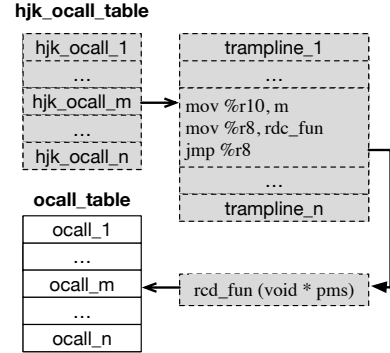 hjk_ocall_table
hjk_ocall_1
...
hjk_ocall_m
...
hjk_ocall_n
trampline_1
...
mov %r10, m
mov %r8, rdc_fun
jmp %r8
...
trampline_n
ocall_table
ocall_1
...
ocall_m
...
ocall_n
rcd_fun (void * pms)